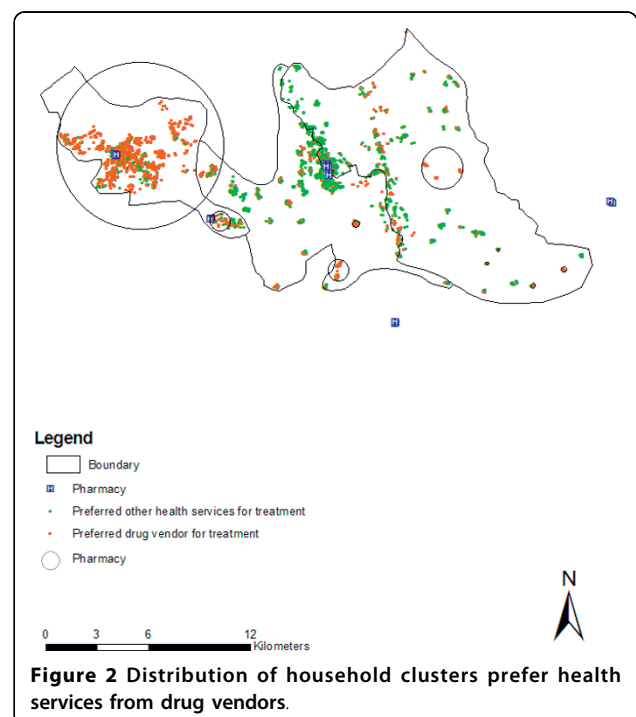 H
H
H
H
H
H
Legend
Boundary
H Pharmacy
Preferred other health services for treatment
Preferred drug vendor for treatment
Pharmacy
N
0 3 6 12
Kilometers
Figure 2 Distribution of household clusters prefer health
services from drug vendors.